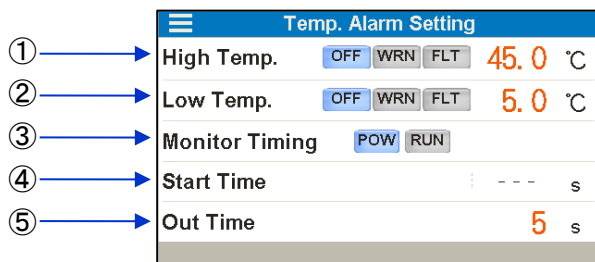 Temp. Alarm Setting
① High Temp. OFF WRN FLT 45.0 ℃
② Low Temp. OFF WRN FLT 5.0 ℃
③ Monitor Timing POW RUN
④ Start Time --- s
⑤ Out Time 5 s